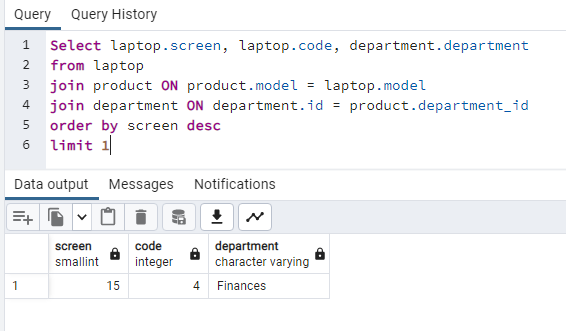 Query Query History
1 Select laptop.screen, laptop.code, department.department
2 from laptop
3 join product ON product.model = laptop.model
4 join department ON department.id = product.department_id
5 order by screen desc
6 limit 1
Data output Messages Notifications
screen code department
smallint integer character varying
1 15 4 Finances